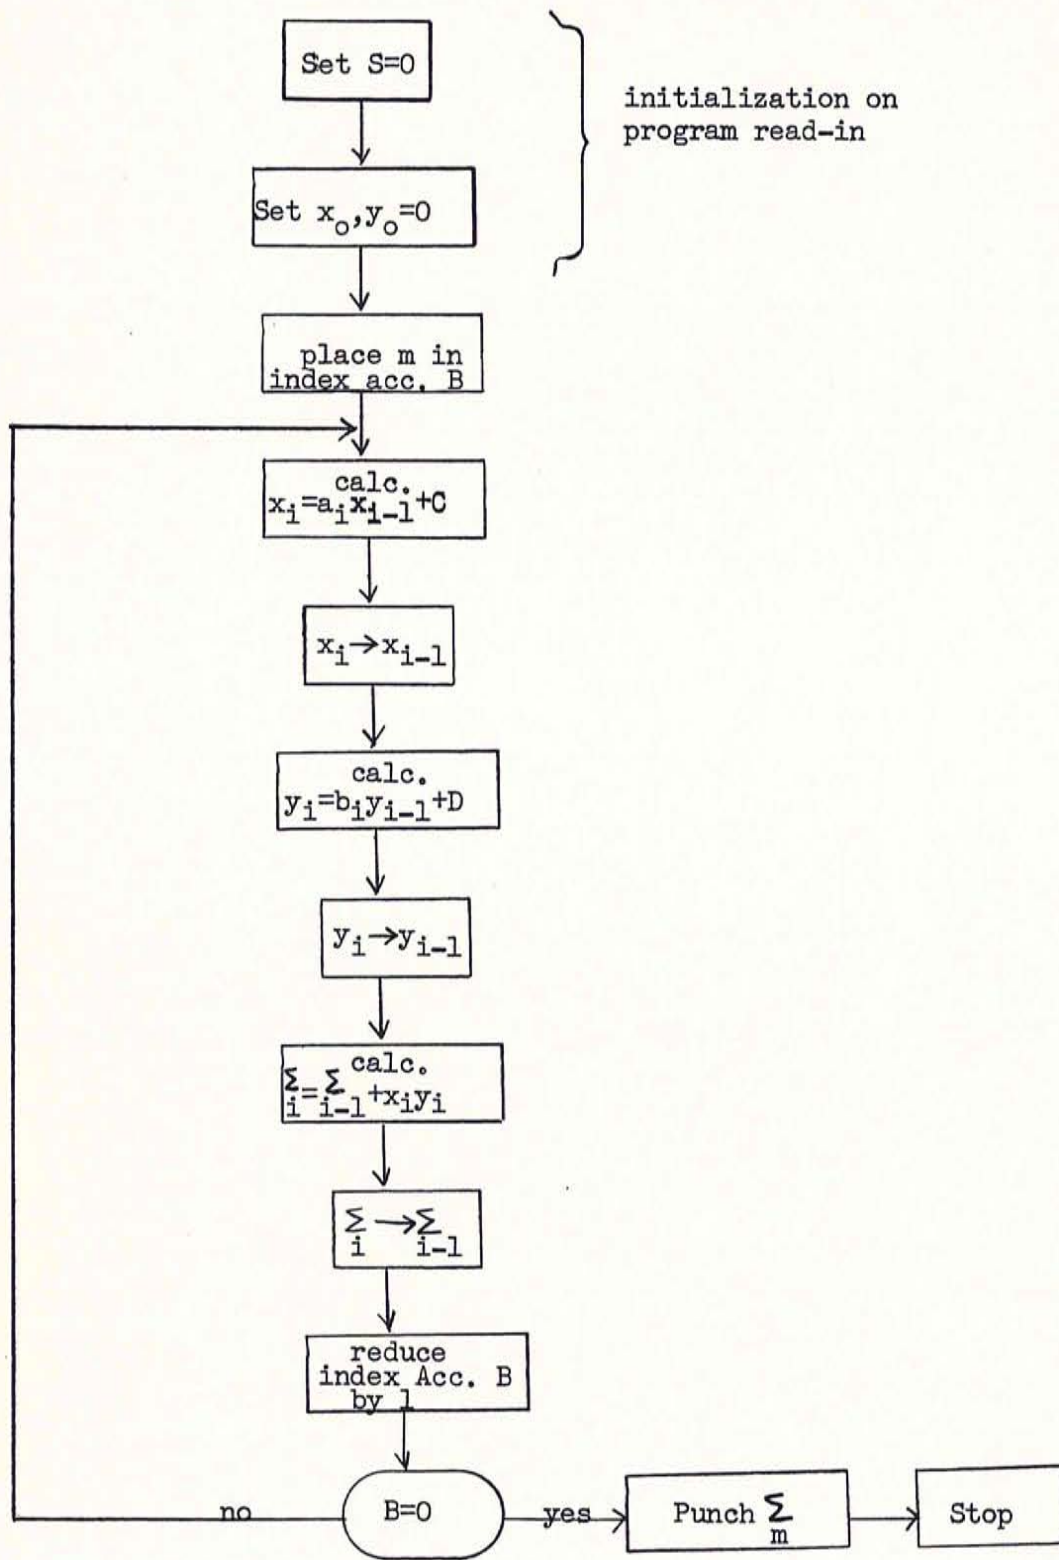 Set S=0
initialization on
program read-in
Set x₀,y₀=0
place m in
index acc. B
calc.
xᵢ=aᵢxᵢ₋₁+C
xᵢ→xᵢ₋₁
calc.
yᵢ=bᵢyᵢ₋₁+D
yᵢ→yᵢ₋₁
calc.
Σᵢ=Σᵢ₋₁+xᵢyᵢ
Σᵢ→Σᵢ₋₁
reduce
index Acc. B
by 1
no B=0 yes Punch Σₘ Stop